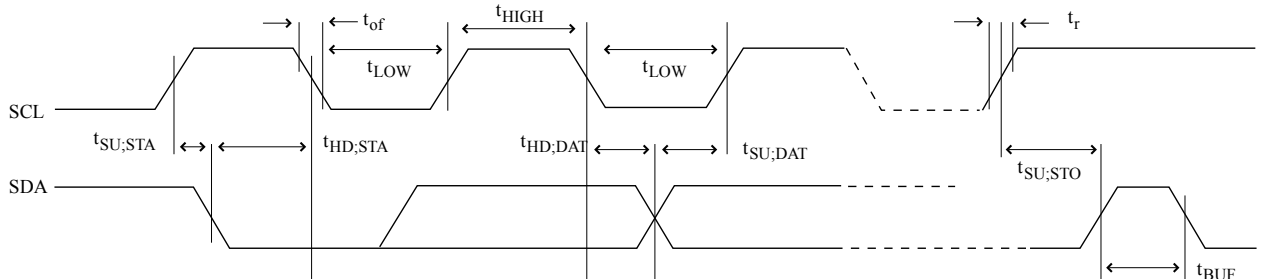 t_of
t_HIGH
t_r
t_LOW
t_LOW
SCL
t_SU;STA
t_HD;STA
t_HD;DAT
t_SU;DAT
t_SU;STO
SDA
t_BUF